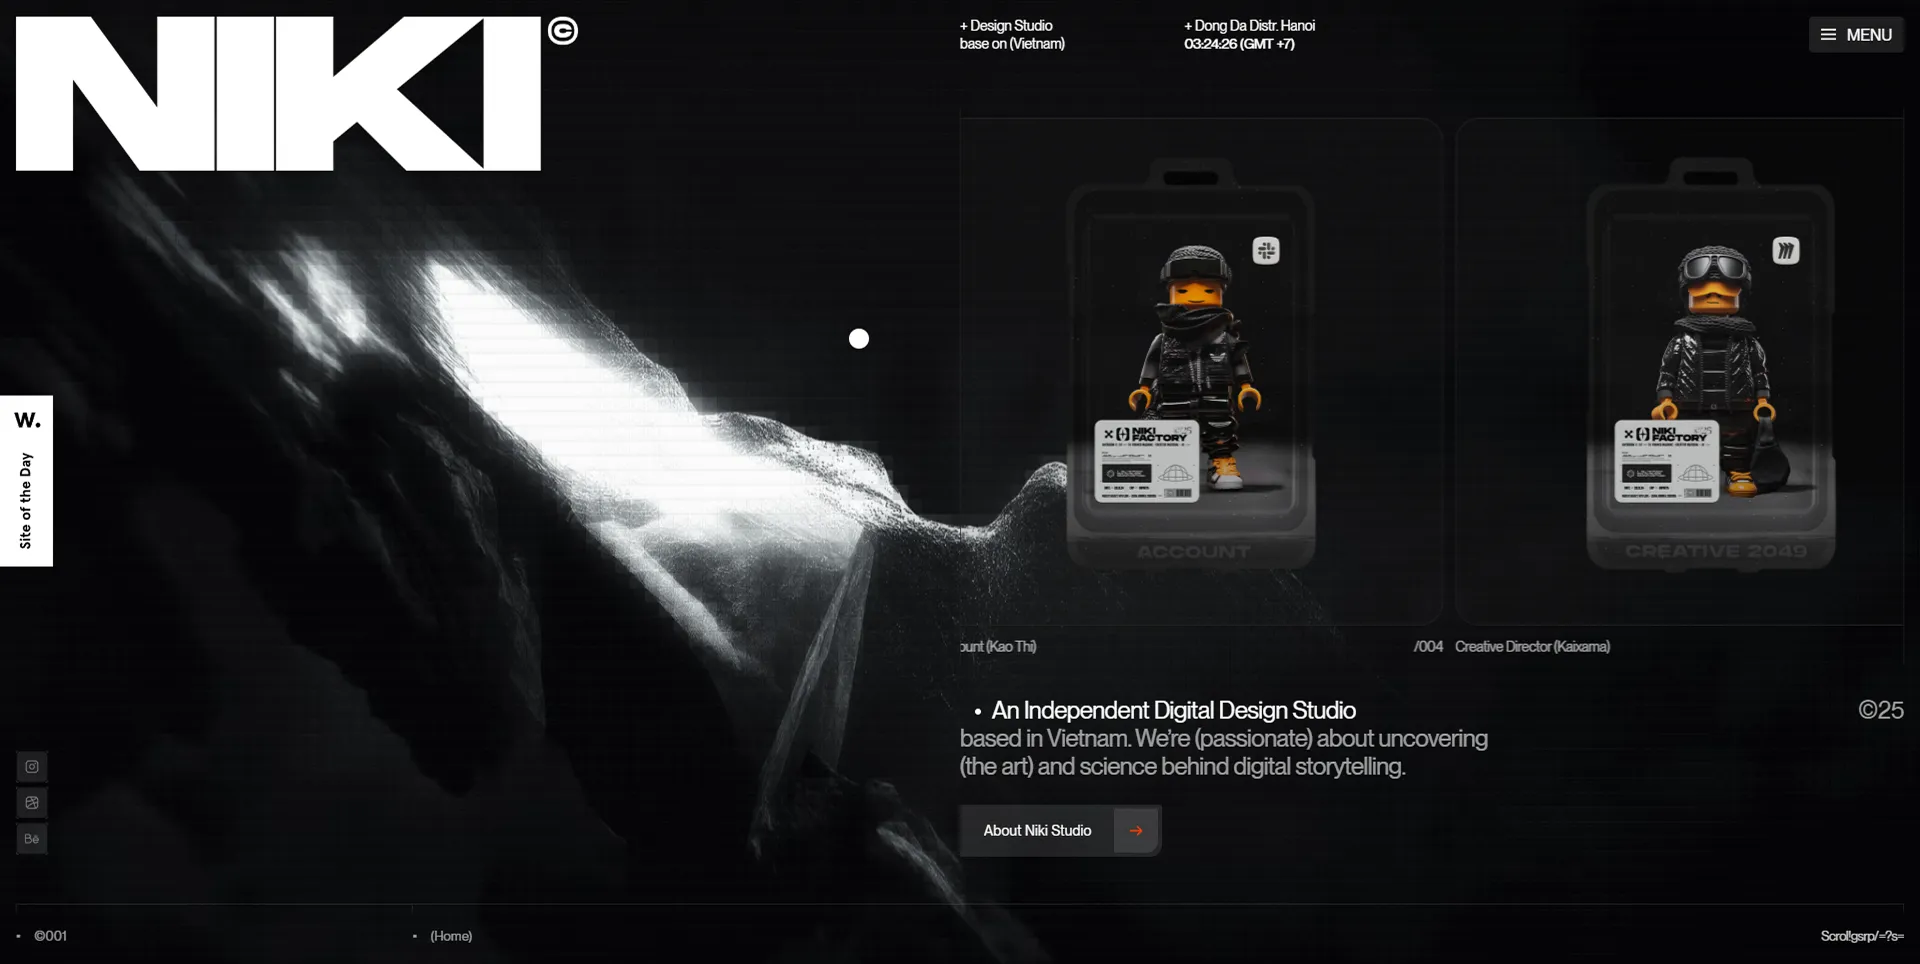 NIKI ©
+ Design Studio
base on (Vietnam)
+ Dong Da Distr. Hanoi
03:24:26 (GMT +7)
MENU
W.
Site of the Day
NIKI
FACTORY
ACCOUNT
NIKI
FACTORY
CREATIVE 2049
ount (Kao Thi)
/004
Creative Director (Kaixama)
• An Independent Digital Design Studio
based in Vietnam. We’re (passionate) about uncovering
(the art) and science behind digital storytelling.
©25
About Niki Studio →
Bē
©001
(Home)
Scrol!gsrp/=?s=